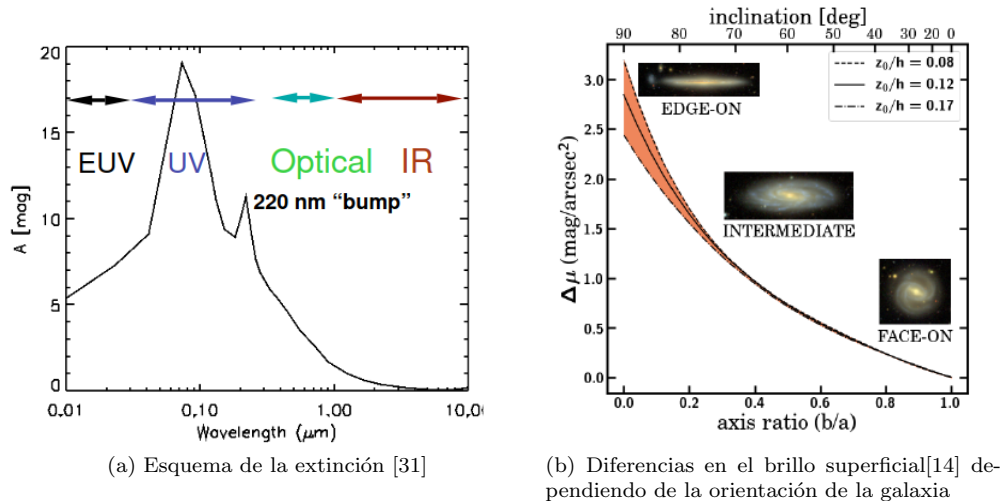 20
15
10
5
0
A [mag]
EUV
UV
Optical
IR
220 nm “bump”
0.01
0,10
1,00
10,00
Wavelength (μm)
(a) Esquema de la extinción [31]
inclination [deg]
90
80
70
60
50
40
30
20
10
0
z₀/h = 0.08
z₀/h = 0.12
z₀/h = 0.17
3.0
2.5
2.0
1.5
1.0
0.5
0.0
Δμ (mag/arcsec²)
EDGE-ON
INTERMEDIATE
FACE-ON
0.0
0.2
0.4
0.6
0.8
1.0
axis ratio (b/a)
(b) Diferencias en el brillo superficial[14] de-
pendiendo de la orientación de la galaxia